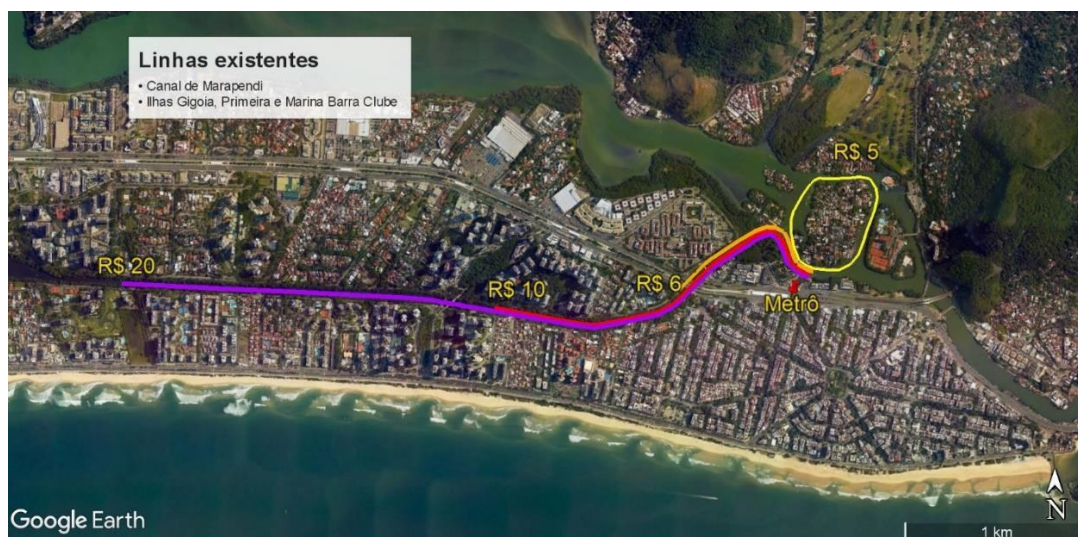 Linhas existentes
• Canal de Marapendi
• Ilhas Gigoia, Primeira e Marina Barra Clube
R$ 5
R$ 20
R$ 10
R$ 6
Metrô
Google Earth
N
1 km